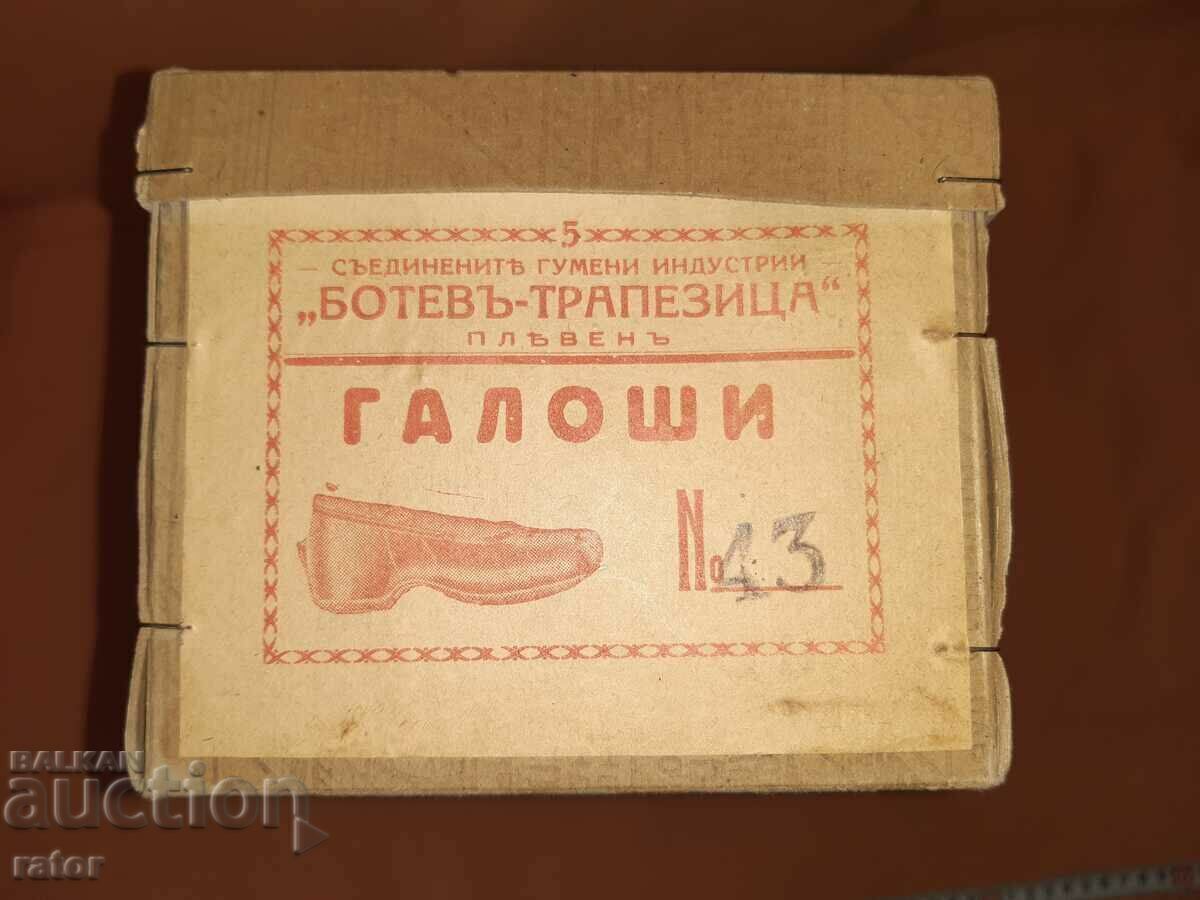 5
— СЪЕДИНЕНИТѢ ГУМЕНИ ИНДУСТРИИ —
„БОТЕВЪ-ТРАПЕЗИЦА“
ПЛѢВЕНЪ
ГАЛОШИ
№ 43
BALKAN
auction
rator